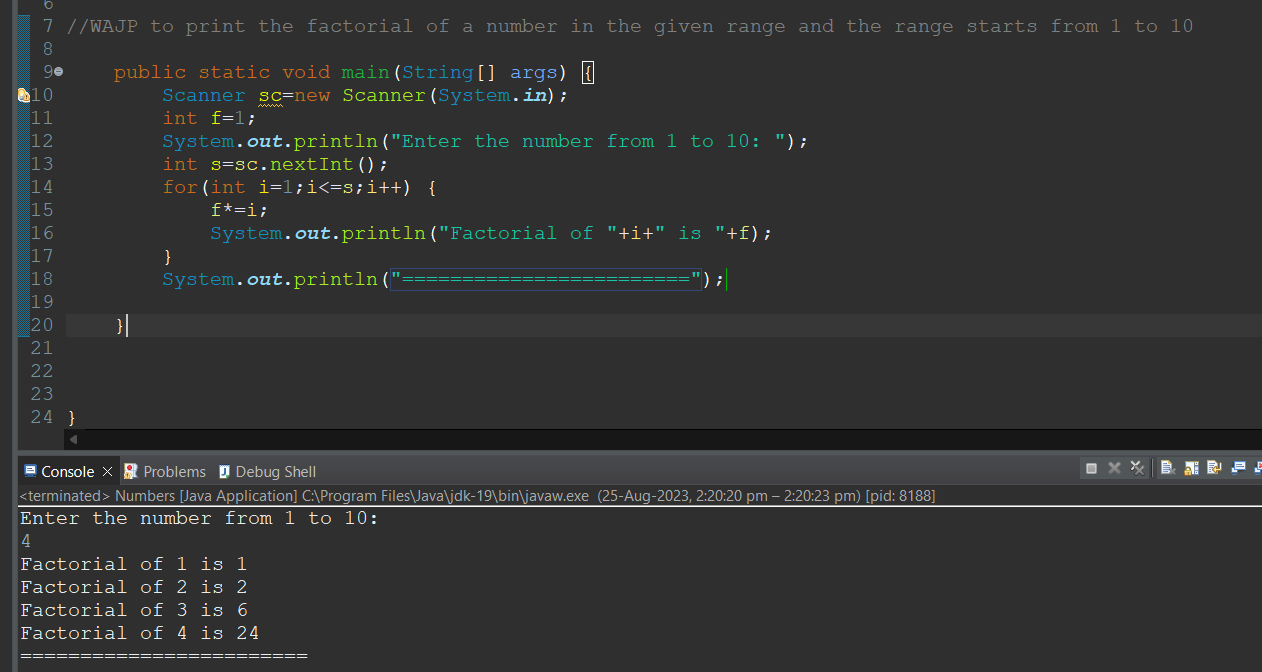 6
7 //WAJP to print the factorial of a number in the given range and the range starts from 1 to 10
8
9 public static void main(String[] args) {
10 Scanner sc=new Scanner(System.in);
11 int f=1;
12 System.out.println("Enter the number from 1 to 10: ");
13 int s=sc.nextInt();
14 for(int i=1;i<=s;i++) {
15 f*=i;
16 System.out.println("Factorial of "+i+" is "+f);
17 }
18 System.out.println("========================");
19
20 }
21
22
23
24 }
Console Problems Debug Shell
<terminated> Numbers [Java Application] C:\Program Files\Java\jdk-19\bin\javaw.exe (25-Aug-2023, 2:20:20 pm – 2:20:23 pm) [pid: 8188]
Enter the number from 1 to 10:
4
Factorial of 1 is 1
Factorial of 2 is 2
Factorial of 3 is 6
Factorial of 4 is 24
========================